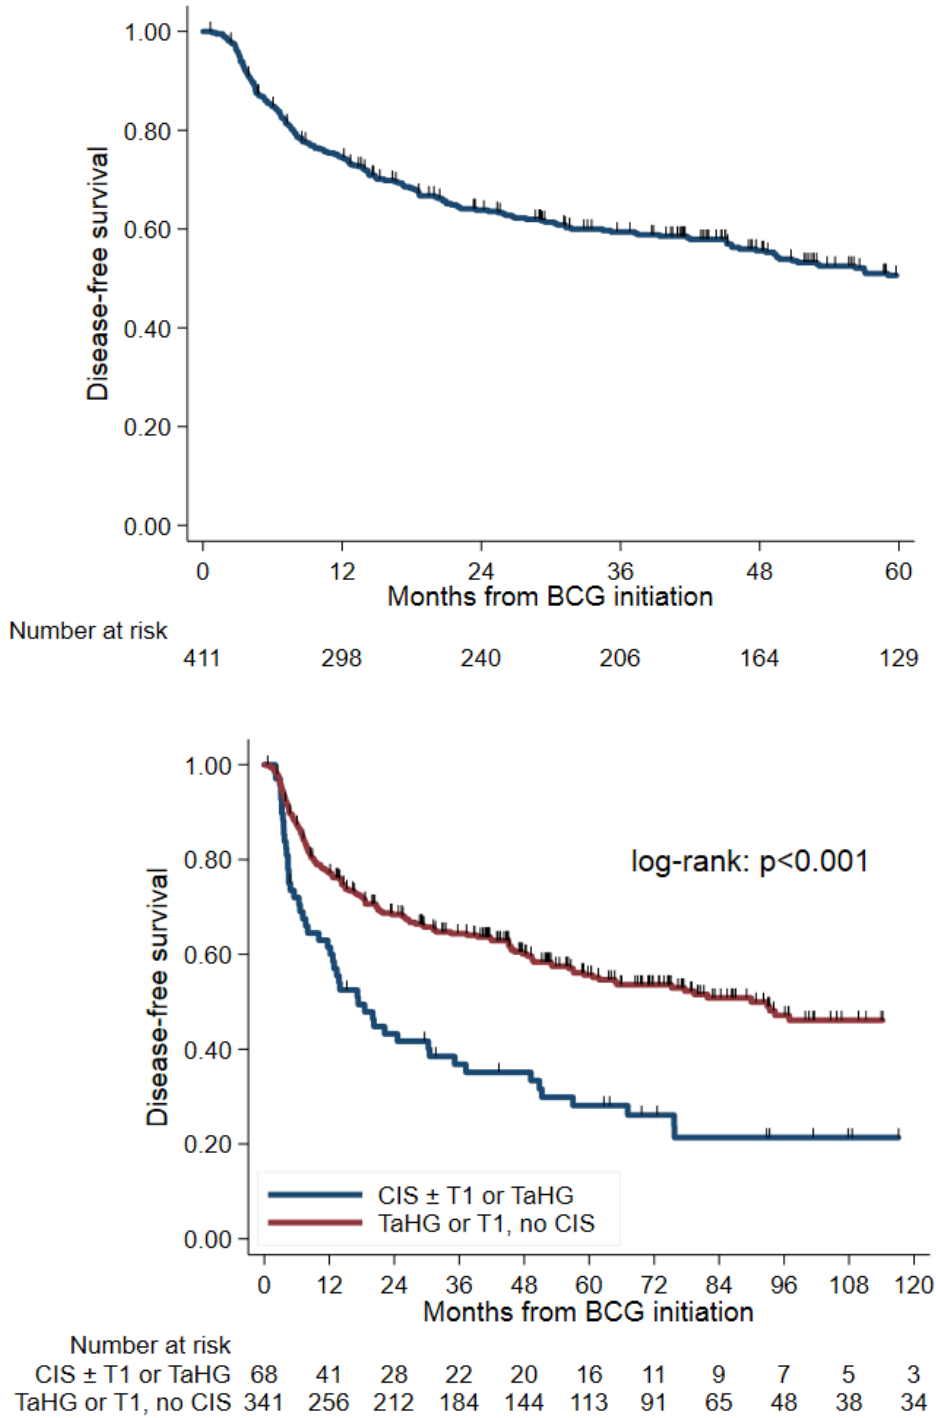 1.00
0.80
0.60
0.40
0.20
0.00
Disease-free survival
0 12 24 36 48 60
Months from BCG initiation
Number at risk
411 298 240 206 164 129
1.00
0.80
0.60
0.40
0.20
0.00
Disease-free survival
log-rank: p<0.001
CIS ± T1 or TaHG
TaHG or T1, no CIS
0 12 24 36 48 60 72 84 96 108 120
Months from BCG initiation
Number at risk
CIS ± T1 or TaHG 68 41 28 22 20 16 11 9 7 5 3
TaHG or T1, no CIS 341 256 212 184 144 113 91 65 48 38 34